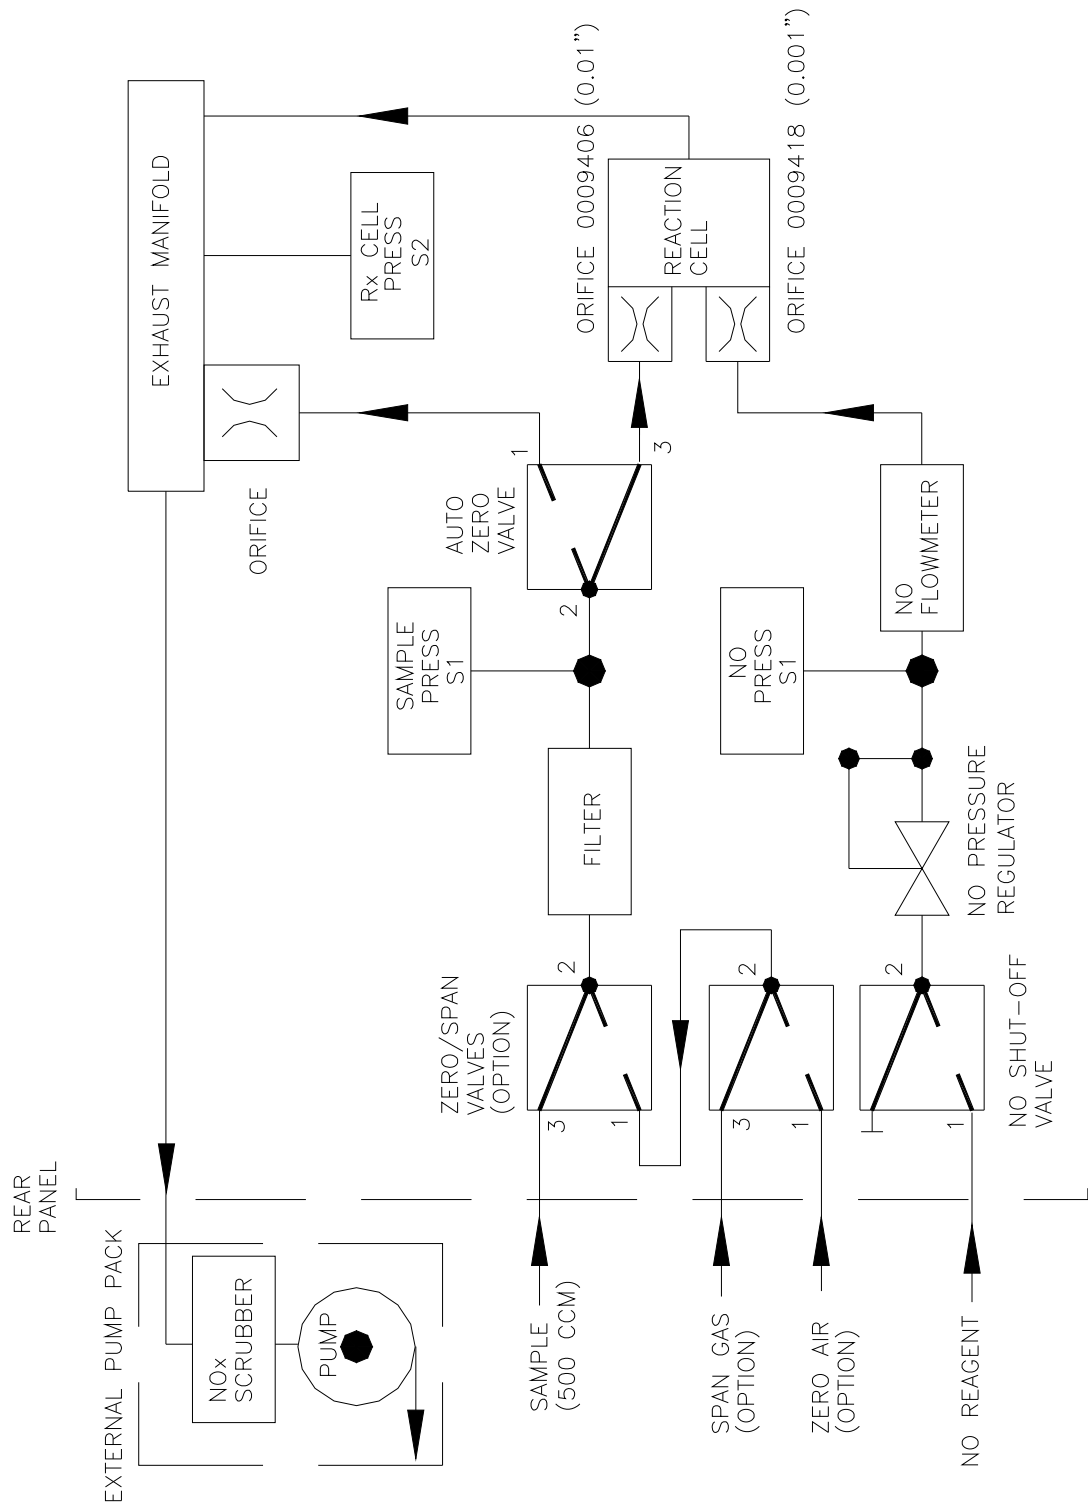 REAR
PANEL
EXTERNAL PUMP PACK
NOx
SCRUBBER
PUMP
EXHAUST MANIFOLD
ORIFICE
Rx CELL
PRESS
S2
SAMPLE
(500 CCM)
ZERO/SPAN
VALVES
(OPTION)
3
1
2
FILTER
SAMPLE
PRESS
S1
AUTO
ZERO
VALVE
2
1
3
ORIFICE 0009406 (0.01")
REACTION
CELL
ORIFICE 0009418 (0.001")
SPAN GAS
(OPTION)
ZERO AIR
(OPTION)
3
1
2
NO REAGENT
1
2
NO SHUT-OFF
VALVE
NO PRESSURE
REGULATOR
NO
PRESS
S1
NO
FLOWMETER